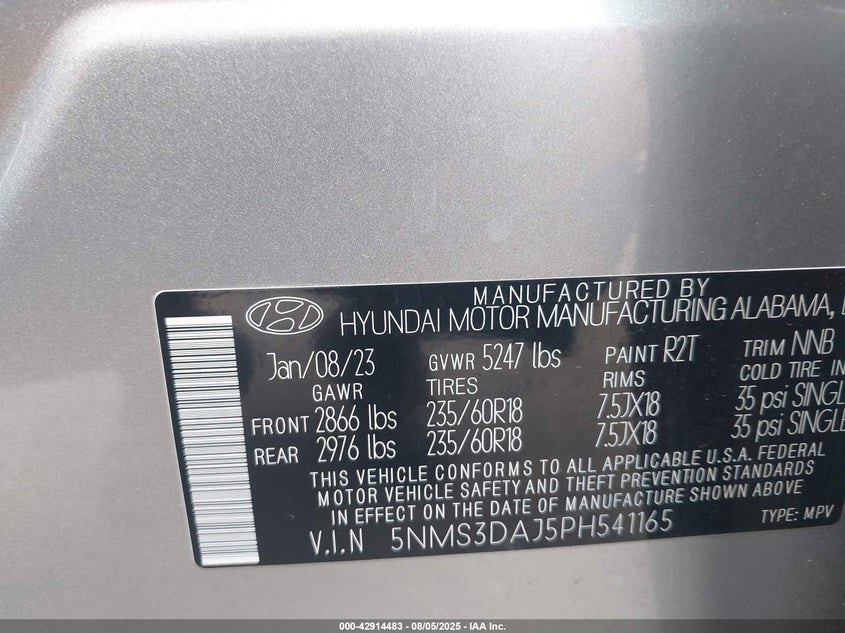 MANUFACTURED BY
HYUNDAI MOTOR MANUFACTURING ALABAMA,
Jan/08/23 GVWR 5247 lbs PAINT R2T TRIM NNB
GAWR TIRES RIMS COLD TIRE IN
FRONT 2866 lbs 235/60R18 7.5JX18 35 psi SINGLE
REAR 2976 lbs 235/60R18 7.5JX18 35 psi SINGLE
THIS VEHICLE CONFORMS TO ALL APPLICABLE U.S.A. FEDERAL
MOTOR VEHICLE SAFETY AND THEFT PREVENTION STANDARDS
IN EFFECT ON THE DATE OF MANUFACTURE SHOWN ABOVE
V.I.N 5NMS3DAJ5PH541165 TYPE: MPV
000-42914483 - 08/05/2025 - IAA Inc.